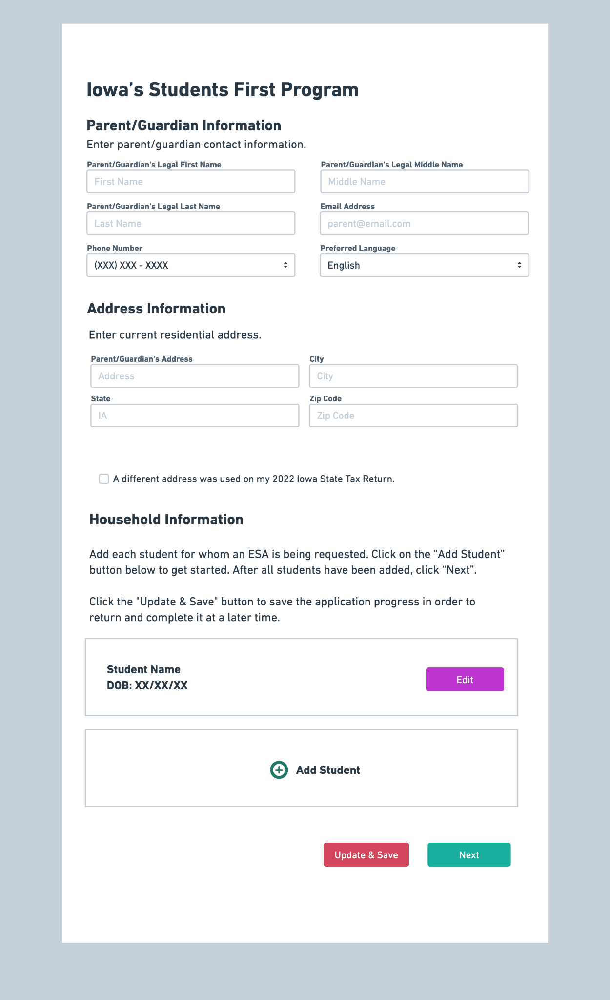 Iowa’s Students First Program
Parent/Guardian Information
Enter parent/guardian contact information.
Parent/Guardian's Legal First Name
Parent/Guardian's Legal Middle Name
First Name
Middle Name
Parent/Guardian's Legal Last Name
Email Address
Last Name
parent@email.com
Phone Number
Preferred Language
(XXX) XXX - XXXX
English
Address Information
Enter current residential address.
Parent/Guardian's Address
City
Address
City
State
Zip Code
IA
Zip Code
A different address was used on my 2022 Iowa State Tax Return.
Household Information
Add each student for whom an ESA is being requested. Click on the “Add Student”
button below to get started. After all students have been added, click “Next”.
Click the "Update & Save" button to save the application progress in order to
return and complete it at a later time.
Student Name
DOB: XX/XX/XX
Edit
Add Student
Update & Save
Next